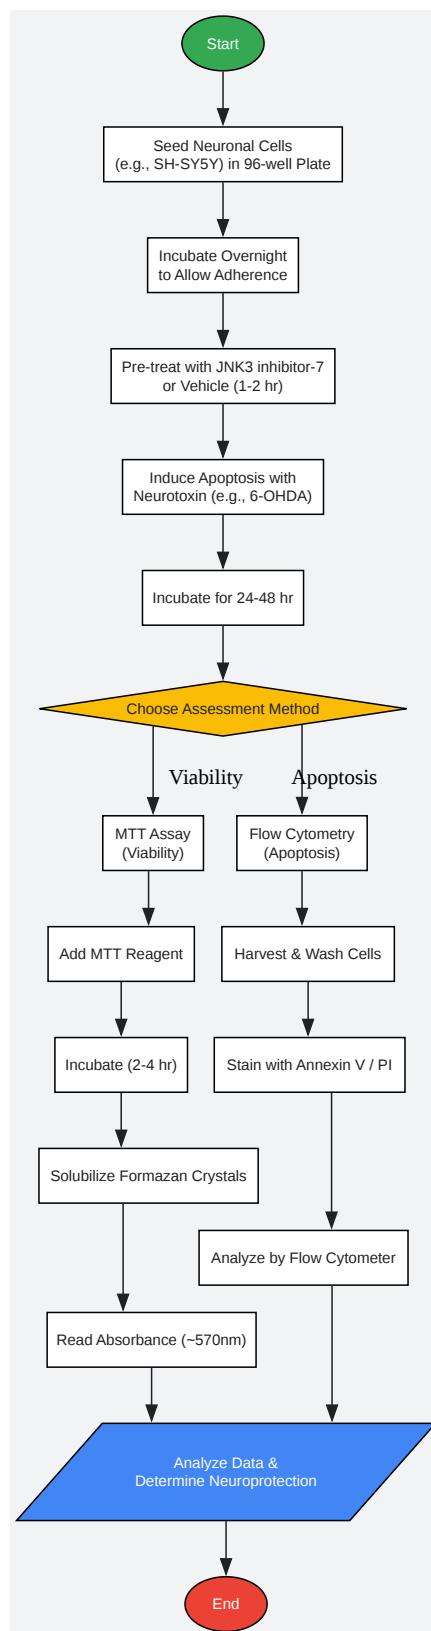 Start
Seed Neuronal Cells
(e.g., SH-SY5Y) in 96-well Plate
Incubate Overnight
to Allow Adherence
Pre-treat with JNK3 inhibitor-7
or Vehicle (1-2 hr)
Induce Apoptosis with
Neurotoxin (e.g., 6-OHDA)
Incubate for 24-48 hr
Choose Assessment Method
Viability
Apoptosis
MTT Assay
(Viability)
Flow Cytometry
(Apoptosis)
Add MTT Reagent
Harvest & Wash Cells
Incubate (2-4 hr)
Stain with Annexin V / PI
Solubilize Formazan Crystals
Analyze by Flow Cytometer
Read Absorbance (~570nm)
Analyze Data &
Determine Neuroprotection
End